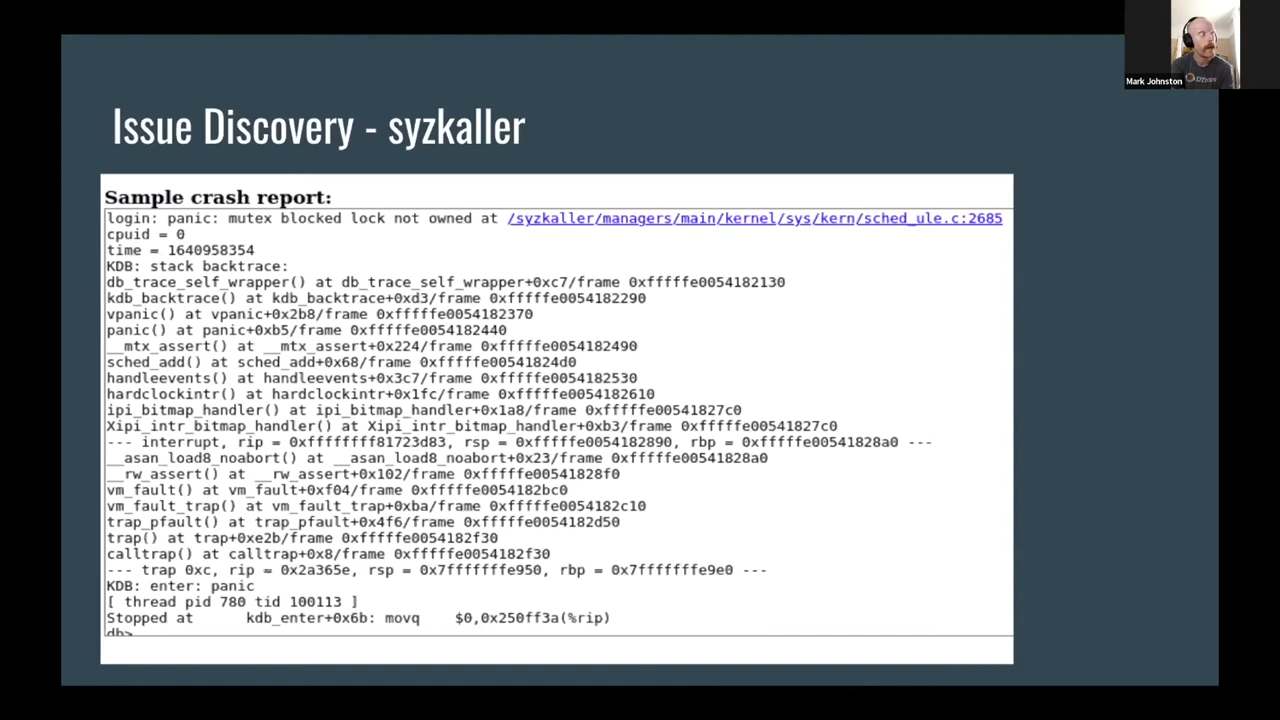 Mark Johnston
Issue Discovery - syzkaller
Sample crash report:
login: panic: mutex blocked lock not owned at /syzkaller/managers/main/kernel/sys/kern/sched_ule.c:2685
cpuid = 0
time = 1640958354
KDB: stack backtrace:
db_trace_self_wrapper() at db_trace_self_wrapper+0xc7/frame 0xfffffe0054182130
kdb_backtrace() at kdb_backtrace+0xd3/frame 0xfffffe0054182290
vpanic() at vpanic+0x2b8/frame 0xfffffe0054182370
panic() at panic+0xb5/frame 0xfffffe0054182440
__mtx_assert() at __mtx_assert+0x224/frame 0xfffffe0054182490
sched_add() at sched_add+0x68/frame 0xfffffe00541824d0
handleevents() at handleevents+0x3c7/frame 0xfffffe0054182530
hardclockintr() at hardclockintr+0x1fc/frame 0xfffffe0054182610
ipi_bitmap_handler() at ipi_bitmap_handler+0x1a8/frame 0xfffffe00541827c0
Xipi_intr_bitmap_handler() at Xipi_intr_bitmap_handler+0xb3/frame 0xfffffe00541827c0
--- interrupt, rip = 0xffffffff81723d83, rsp = 0xfffffe0054182890, rbp = 0xfffffe00541828a0 ---
__asan_load8_noabort() at __asan_load8_noabort+0x23/frame 0xfffffe00541828a0
__rw_assert() at __rw_assert+0x102/frame 0xfffffe00541828f0
vm_fault() at vm_fault+0xf04/frame 0xfffffe0054182bc0
vm_fault_trap() at vm_fault_trap+0xba/frame 0xfffffe0054182c10
trap_pfault() at trap_pfault+0x4f6/frame 0xfffffe0054182d50
trap() at trap+0xe2b/frame 0xfffffe0054182f30
calltrap() at calltrap+0x8/frame 0xfffffe0054182f30
--- trap 0xc, rip = 0x2a365e, rsp = 0x7fffffffe950, rbp = 0x7fffffffe9e0 ---
KDB: enter: panic
[ thread pid 780 tid 100113 ]
Stopped at kdb_enter+0x6b: movq $0,0x250ff3a(%rip)
db>